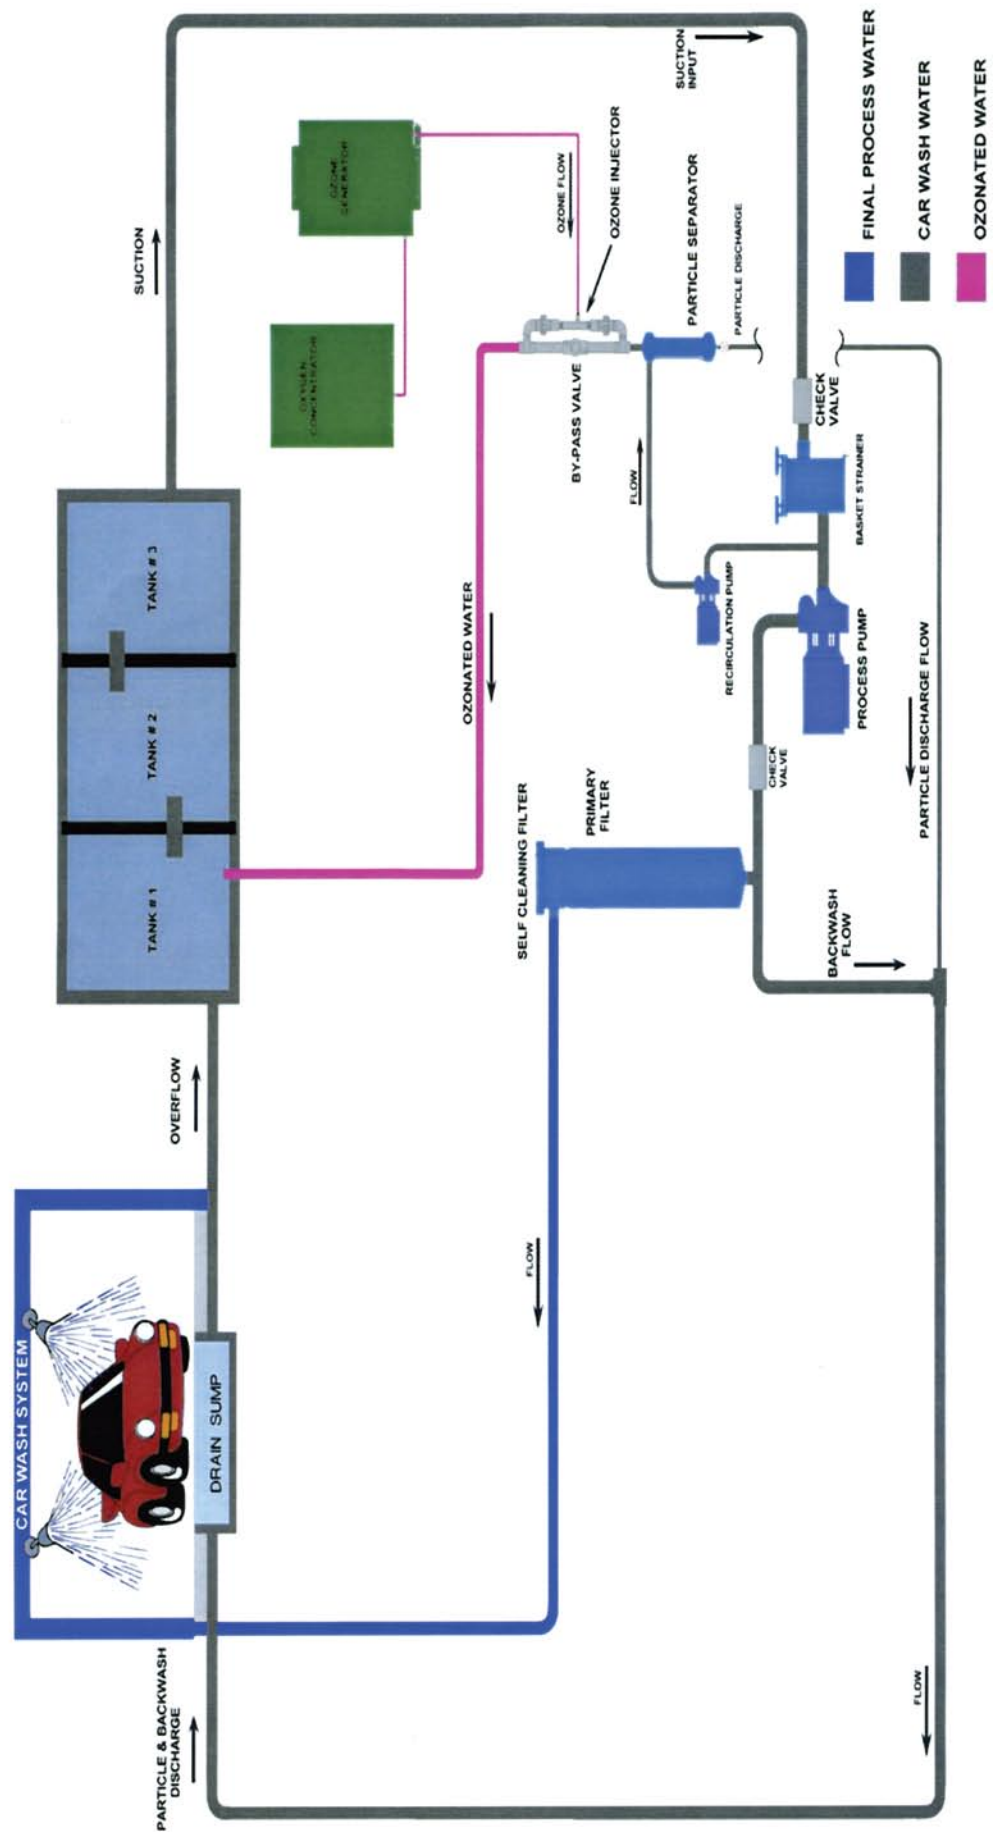 CAR WASH SYSTEM
DRAIN SUMP
PARTICLE & BACKWASH
DISCHARGE
OVERFLOW
TANK # 1
TANK # 2
TANK # 3
SUCTION
OXYGEN
CONCENTRATOR
OZONE
GENERATOR
SUCTION
INPUT
OZONE FLOW
OZONE INJECTOR
OZONATED WATER
BY-PASS VALVE
PARTICLE SEPARATOR
PARTICLE DISCHARGE
FLOW
SELF CLEANING FILTER
PRIMARY
FILTER
FLOW
RECIRCULATION PUMP
CHECK
VALVE
PROCESS PUMP
BASKET STRAINER
CHECK
VALVE
BACKWASH
FLOW
PARTICLE DISCHARGE FLOW
FLOW
FINAL PROCESS WATER
CAR WASH WATER
OZONATED WATER